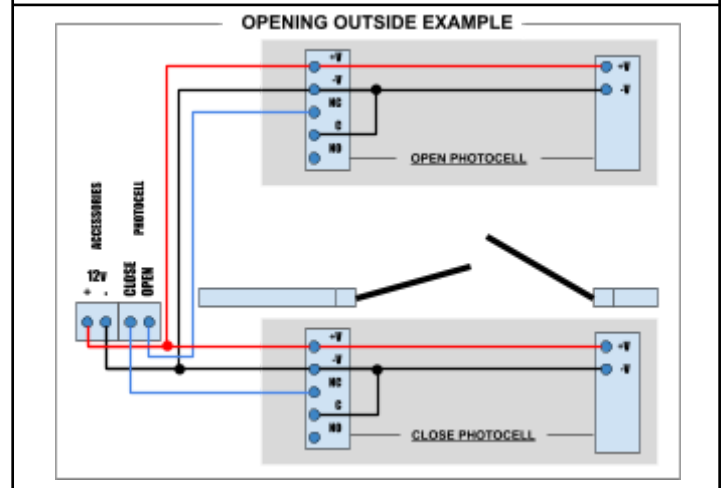 OPENING OUTSIDE EXAMPLE
+V
-V
NC
C
NO
+V
-V
OPEN PHOTOCELL
ACCESSORIES
PHOTOCELL
12v
+
-
CLOSE
OPEN
+V
-V
NC
C
NO
+V
-V
CLOSE PHOTOCELL